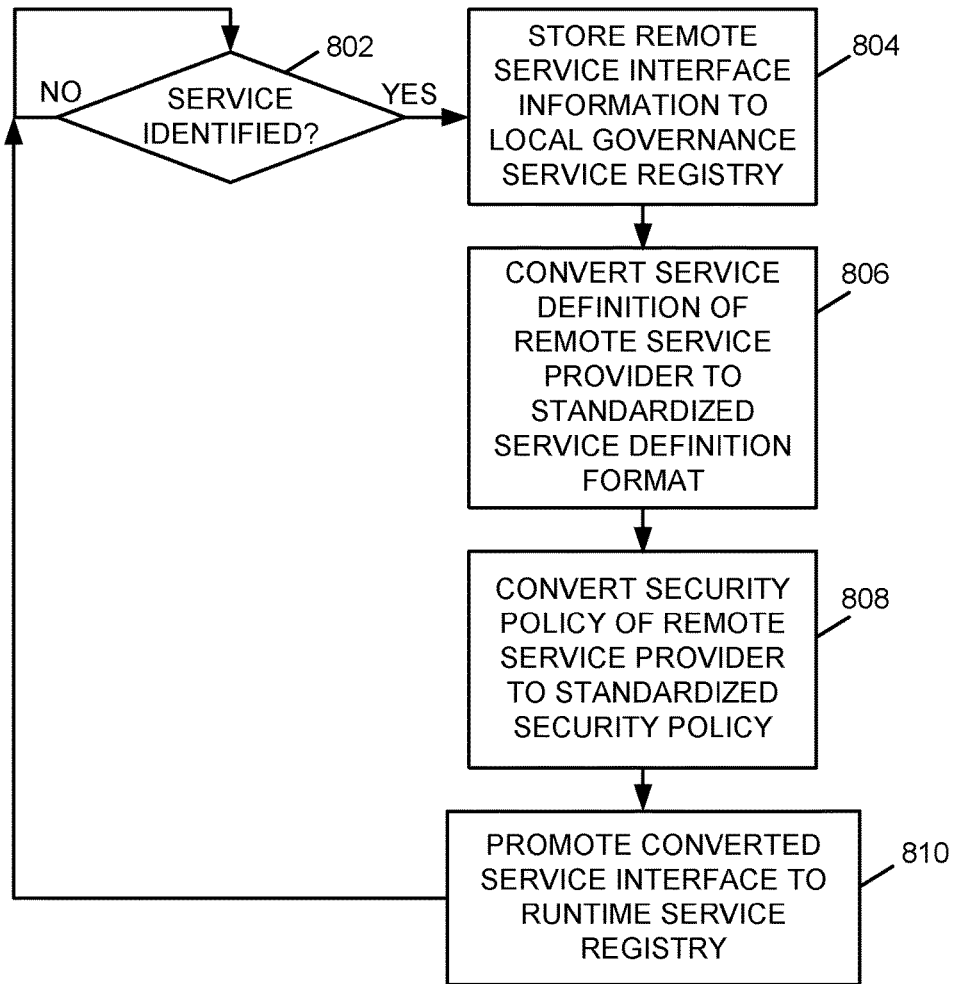 802
NO
YES
SERVICE
IDENTIFIED?
STORE REMOTE
SERVICE INTERFACE
INFORMATION TO
LOCAL GOVERNANCE
SERVICE REGISTRY
804
CONVERT SERVICE
DEFINITION OF
REMOTE SERVICE
PROVIDER TO
STANDARDIZED
SERVICE DEFINITION
FORMAT
806
CONVERT SECURITY
POLICY OF REMOTE
SERVICE PROVIDER
TO STANDARDIZED
SECURITY POLICY
808
PROMOTE CONVERTED
SERVICE INTERFACE TO
RUNTIME SERVICE
REGISTRY
810